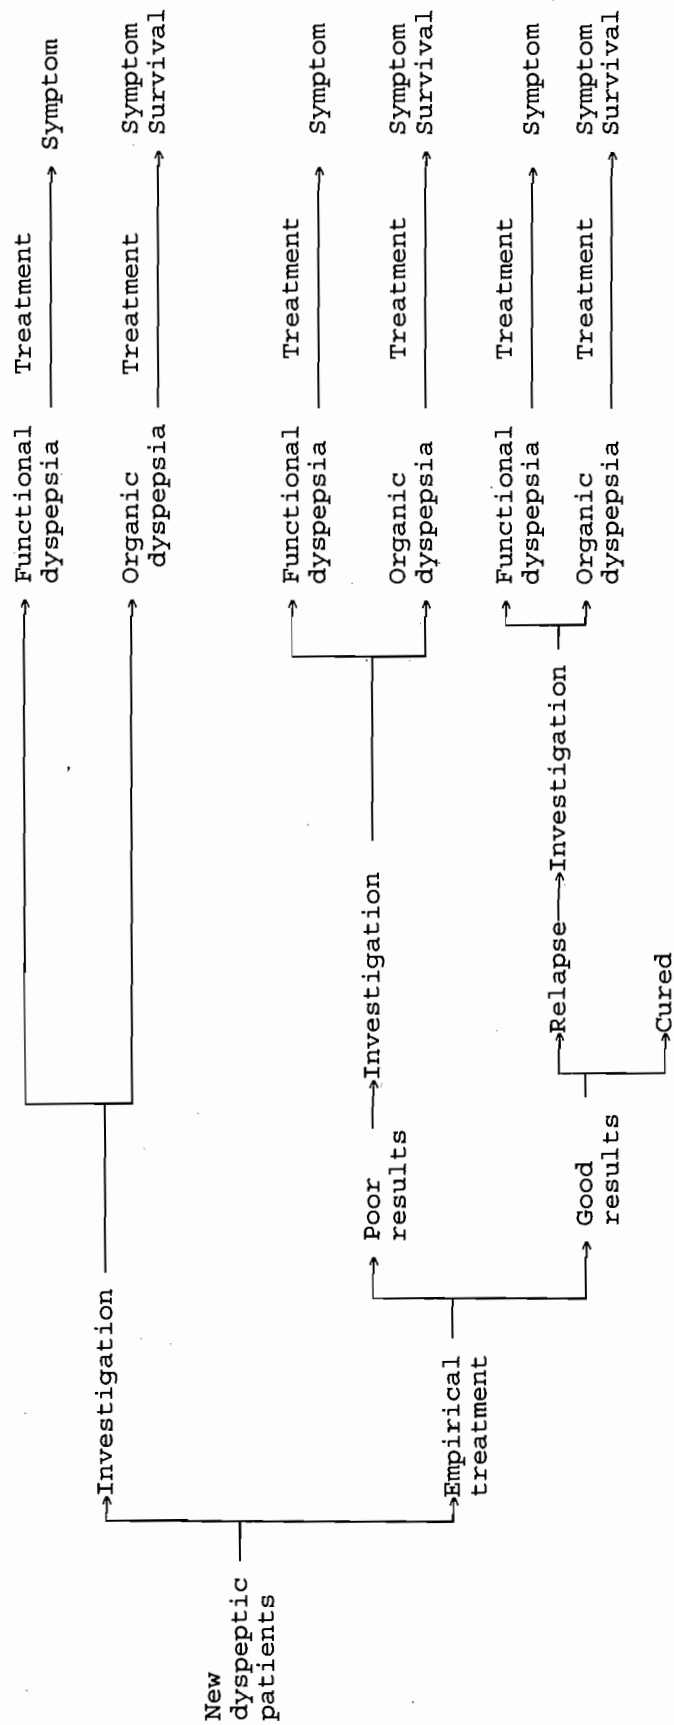 New
dyspeptic
patients
Investigation
Functional
dyspepsia
Treatment
Symptom
Organic
dyspepsia
Treatment
Symptom
Survival
Empirical
treatment
Poor
results
Investigation
Functional
dyspepsia
Treatment
Symptom
Organic
dyspepsia
Treatment
Symptom
Survival
Good
results
Relapse
Investigation
Functional
dyspepsia
Treatment
Symptom
Organic
dyspepsia
Treatment
Symptom
Survival
Cured